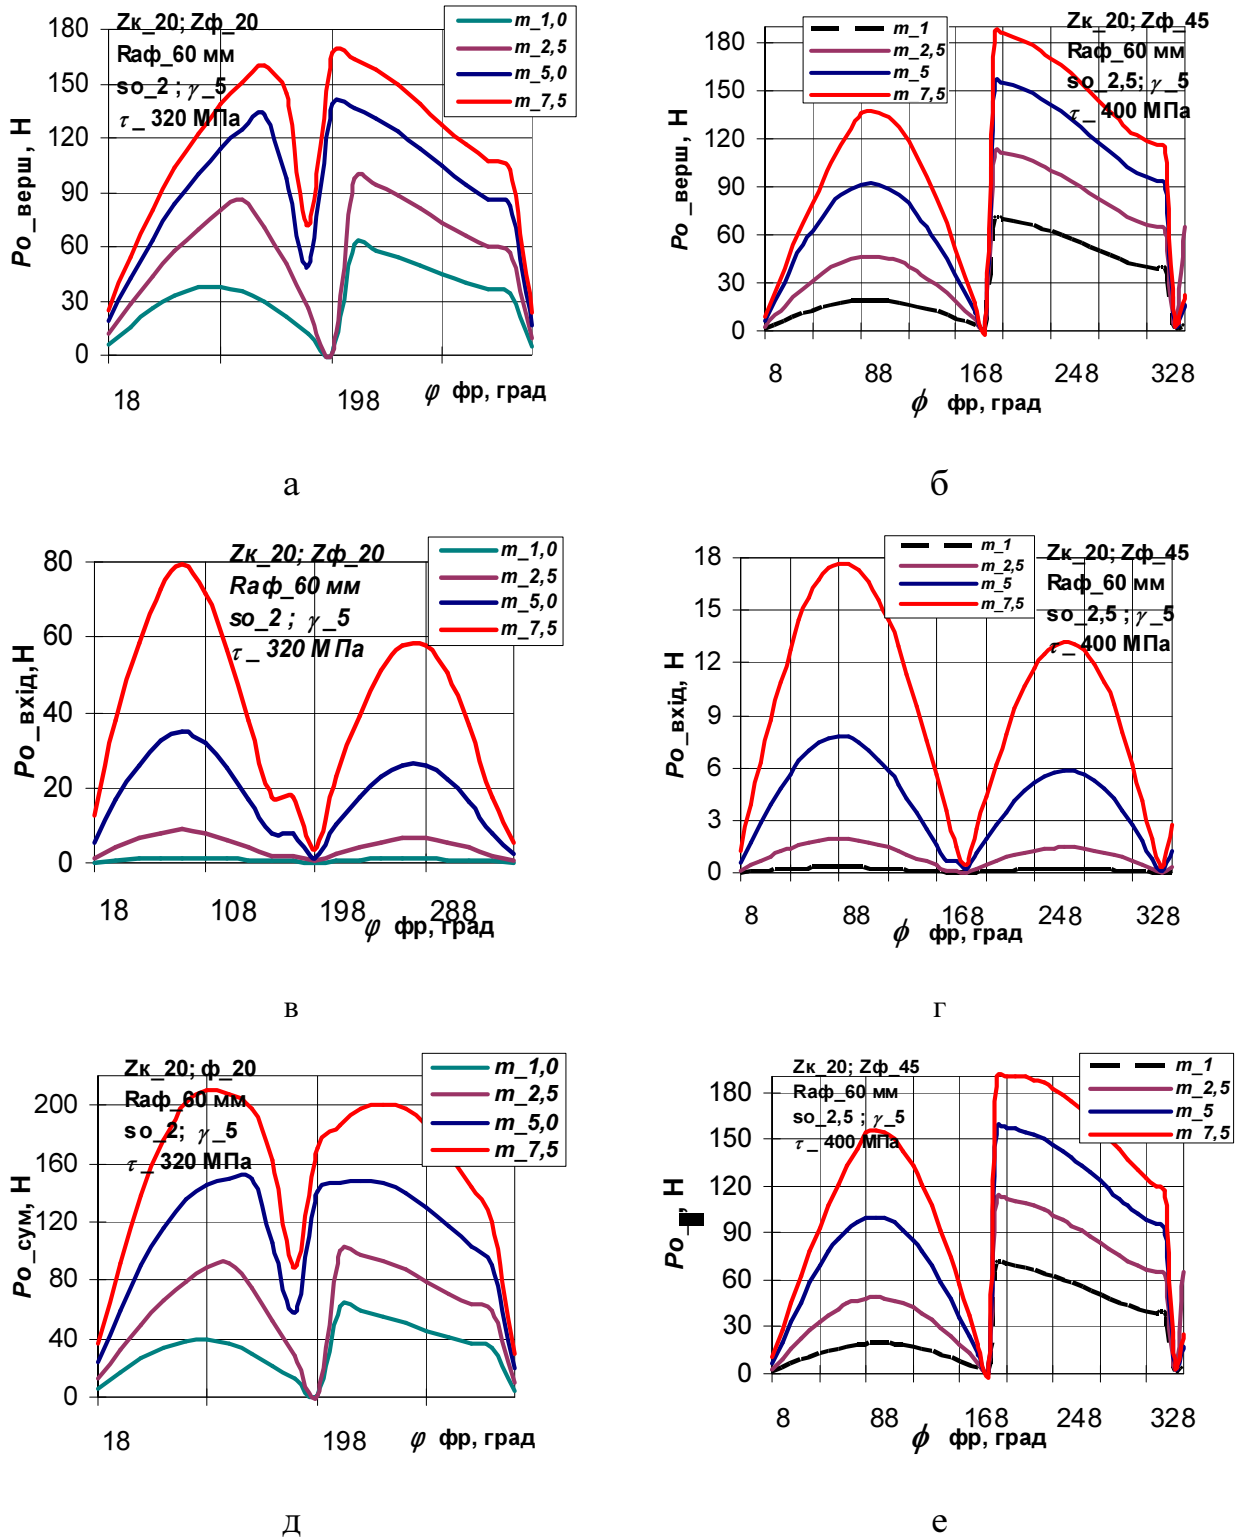 Zк_20; Zф_20
Rаф_60 мм
so_2 ; γ_5
τ_ 320 МПа
m_1,0
m_2,5
m_5,0
m_7,5
180
150
120
90
60
30
0
Po_верш, Н
18
198
φ фр, град
а
Zк_20; Zф_45
Rаф_60 мм
so_2,5 ; γ_5
τ_ 400 МПа
m_1
m_2,5
m_5
m_7,5
180
150
120
90
60
30
0
Po_верш, Н
8
88
168
248
328
ϕ фр, град
б
Zк_20; Zф_20
Rаф_60 мм
so_2 ; γ_5
τ_ 320 МПа
m_1,0
m_2,5
m_5,0
m_7,5
80
60
40
20
0
Po_вхід,Н
18
108
198
288
φ фр, град
в
Zк_20; Zф_45
Rаф_60 мм
so_2,5 ; γ_5
τ_ 400 МПа
m_1
m_2,5
m_5
m_7,5
18
15
12
9
6
3
0
Po_вхід, Н
8
88
168
248
328
ϕ фр, град
г
Zк_20; ф_20
Rаф_60 мм
so_2; γ_5
τ_ 320 МПа
m_1,0
m_2,5
m_5,0
m_7,5
200
160
120
80
40
0
Po_сум, Н
18
198
φ фр, град
д
Zк_20; Zф_45
Rаф_60 мм
so_2,5 ; γ_5
τ_ 400 МПа
m_1
m_2,5
m_5
m_7,5
180
150
120
90
60
30
0
Po_ , Н
8
88
168
248
328
ϕ фр, град
е